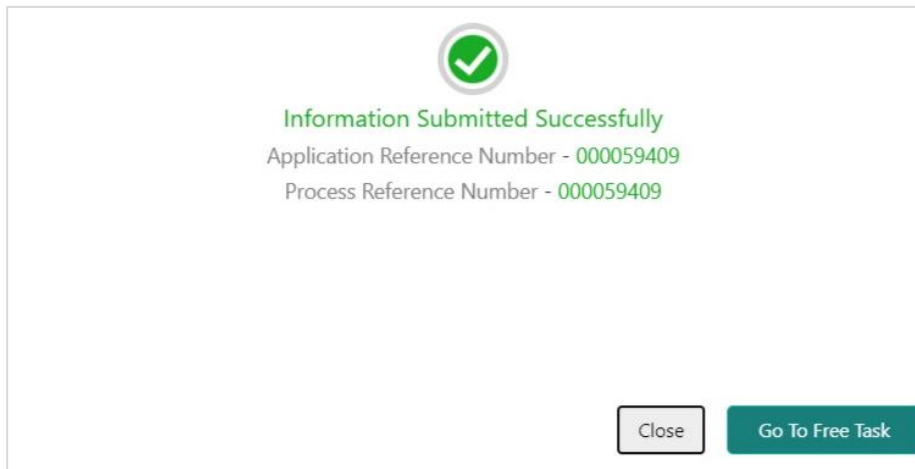 Information Submitted Successfully
Application Reference Number - 000059409
Process Reference Number - 000059409
Close
Go To Free Task